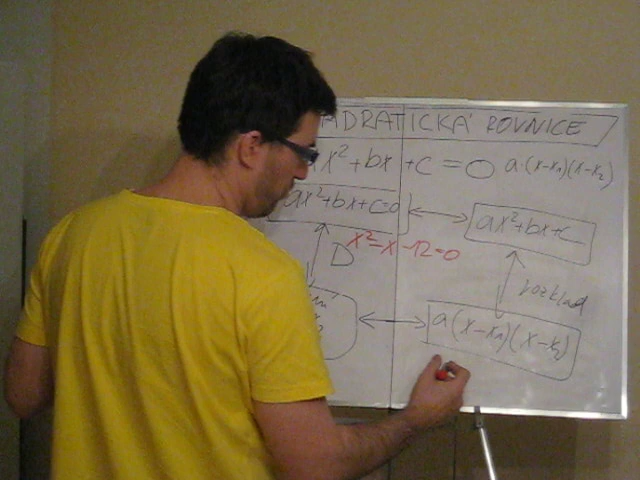 ADRATICKÁ ROVNICE
x² + bx + c = 0 a·(x-x₁)(x-x₂)
ax²+bx+c=0
ax²+bx+c
x²-x-12=0
D
rozklad
a(x-x₁)(x-x₂)